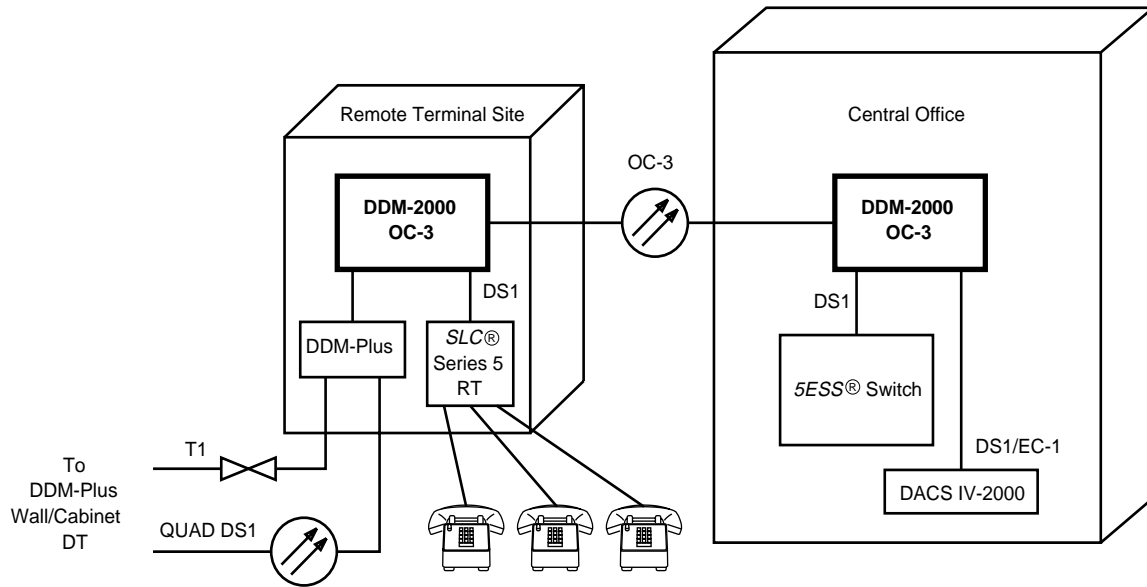 Remote Terminal Site
Central Office
OC-3
DDM-2000
OC-3
DDM-2000
OC-3
DS1
DS1
DDM-Plus
SLC®
Series 5
RT
5ESS® Switch
T1
DS1/EC-1
To
DDM-Plus
Wall/Cabinet
DT
DACS IV-2000
QUAD DS1